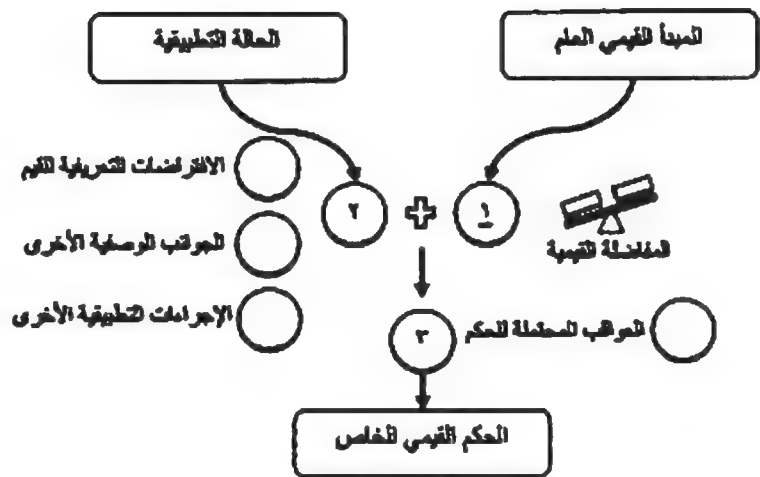 المبدأ القيمي العام
الحالة التطبيقية
الافتراضات التعريفية للقيم
١
٢
الجوانب الوصفية الأخرى
المفاضلة القيمية
الإجراءات التطبيقية الأخرى
العواقب المحتملة للحكم
٣
الحكم القيمي الخاص